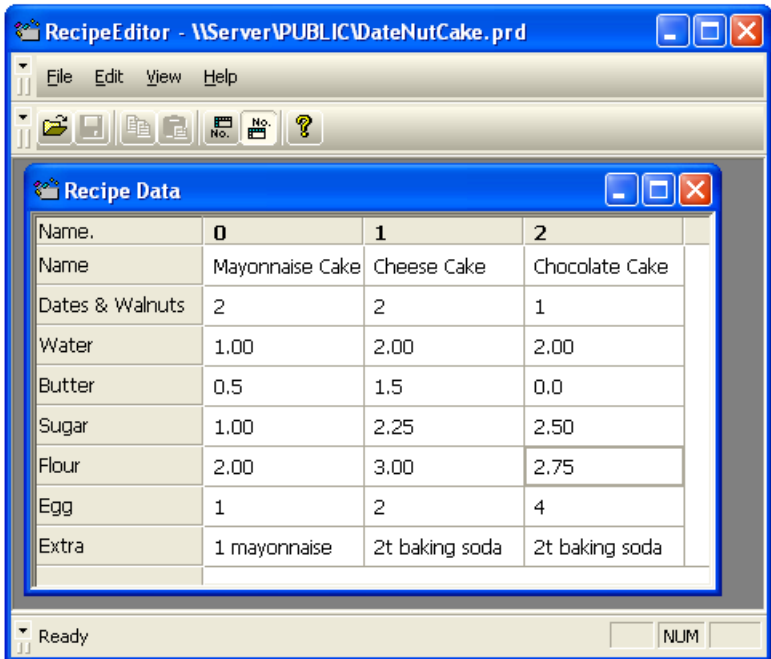 RecipeEditor - \\Server\PUBLIC\DateNutCake.prd
File Edit View Help
No. No. ?
Recipe Data
Name. 0 1 2
Name Mayonnaise Cake Cheese Cake Chocolate Cake
Dates & Walnuts 2 2 1
Water 1.00 2.00 2.00
Butter 0.5 1.5 0.0
Sugar 1.00 2.25 2.50
Flour 2.00 3.00 2.75
Egg 1 2 4
Extra 1 mayonnaise 2t baking soda 2t baking soda
Ready NUM